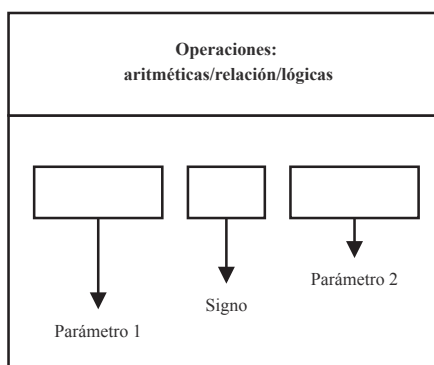 Operaciones:
aritméticas/relación/lógicas
Parámetro 1
Signo
Parámetro 2